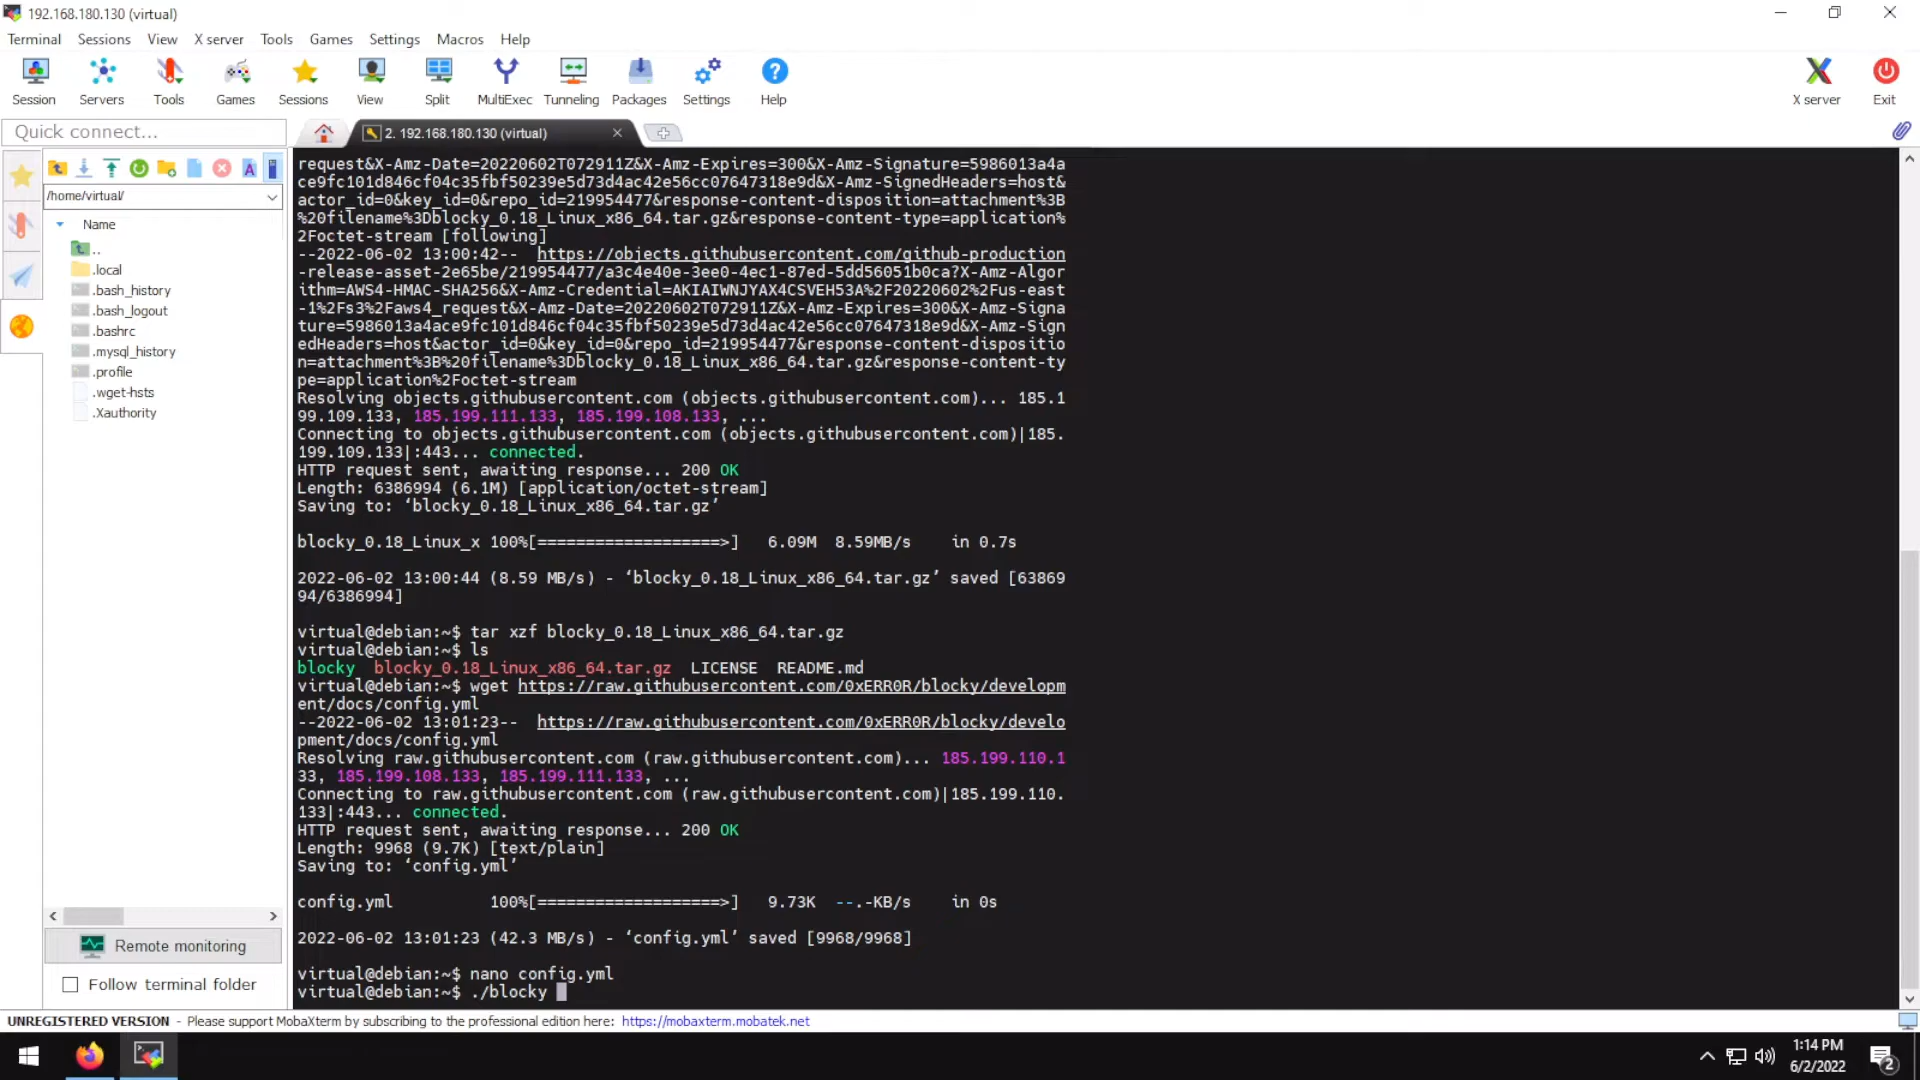 192.168.180.130 (virtual)
Terminal Sessions View X server Tools Games Settings Macros Help
Session Servers Tools Games Sessions View Split MultiExec Tunneling Packages Settings Help X server Exit
Quick connect...
2. 192.168.180.130 (virtual)
/home/virtual/
Name
..
.local
.bash_history
.bash_logout
.bashrc
.mysql_history
.profile
.wget-hsts
.Xauthority
Remote monitoring
Follow terminal folder
request&X-Amz-Date=20220602T072911Z&X-Amz-Expires=300&X-Amz-Signature=5986013a4a
ce9fc101d846cf04c35fbf50239e5d73d4ac42e56cc07647318e9d&X-Amz-SignedHeaders=host&
actor_id=0&key_id=0&repo_id=219954477&response-content-disposition=attachment%3B
%20filename%3Dblocky_0.18_Linux_x86_64.tar.gz&response-content-type=application%
2Foctet-stream [following]
--2022-06-02 13:00:42--  https://objects.githubusercontent.com/github-production
-release-asset-2e65be/219954477/a3c4e40e-3ee0-4ec1-87ed-5dd56051b0ca?X-Amz-Algor
ithm=AWS4-HMAC-SHA256&X-Amz-Credential=AKIAIWNJYAX4CSVEH53A%2F20220602%2Fus-east
-1%2Fs3%2Faws4_request&X-Amz-Date=20220602T072911Z&X-Amz-Expires=300&X-Amz-Signa
ture=5986013a4ace9fc101d846cf04c35fbf50239e5d73d4ac42e56cc07647318e9d&X-Amz-Sign
edHeaders=host&actor_id=0&key_id=0&repo_id=219954477&response-content-dispositio
n=attachment%3B%20filename%3Dblocky_0.18_Linux_x86_64.tar.gz&response-content-ty
pe=application%2Foctet-stream
Resolving objects.githubusercontent.com (objects.githubusercontent.com)... 185.1
99.109.133, 185.199.111.133, 185.199.108.133, ...
Connecting to objects.githubusercontent.com (objects.githubusercontent.com)|185.
199.109.133|:443... connected.
HTTP request sent, awaiting response... 200 OK
Length: 6386994 (6.1M) [application/octet-stream]
Saving to: ‘blocky_0.18_Linux_x86_64.tar.gz’
blocky_0.18_Linux_x 100%[===================>]   6.09M  8.59MB/s    in 0.7s
2022-06-02 13:00:44 (8.59 MB/s) - ‘blocky_0.18_Linux_x86_64.tar.gz’ saved [63869
94/6386994]
virtual@debian:~$ tar xzf blocky_0.18_Linux_x86_64.tar.gz
virtual@debian:~$ ls
blocky  blocky_0.18_Linux_x86_64.tar.gz  LICENSE  README.md
virtual@debian:~$ wget https://raw.githubusercontent.com/0xERR0R/blocky/developm
ent/docs/config.yml
--2022-06-02 13:01:23--  https://raw.githubusercontent.com/0xERR0R/blocky/develo
pment/docs/config.yml
Resolving raw.githubusercontent.com (raw.githubusercontent.com)... 185.199.110.1
33, 185.199.108.133, 185.199.111.133, ...
Connecting to raw.githubusercontent.com (raw.githubusercontent.com)|185.199.110.
133|:443... connected.
HTTP request sent, awaiting response... 200 OK
Length: 9968 (9.7K) [text/plain]
Saving to: ‘config.yml’
config.yml          100%[===================>]   9.73K  --.-KB/s    in 0s
2022-06-02 13:01:23 (42.3 MB/s) - ‘config.yml’ saved [9968/9968]
virtual@debian:~$ nano config.yml
virtual@debian:~$ ./blocky
UNREGISTERED VERSION - Please support MobaXterm by subscribing to the professional edition here: https://mobaxterm.mobatek.net
1:14 PM
6/2/2022
2